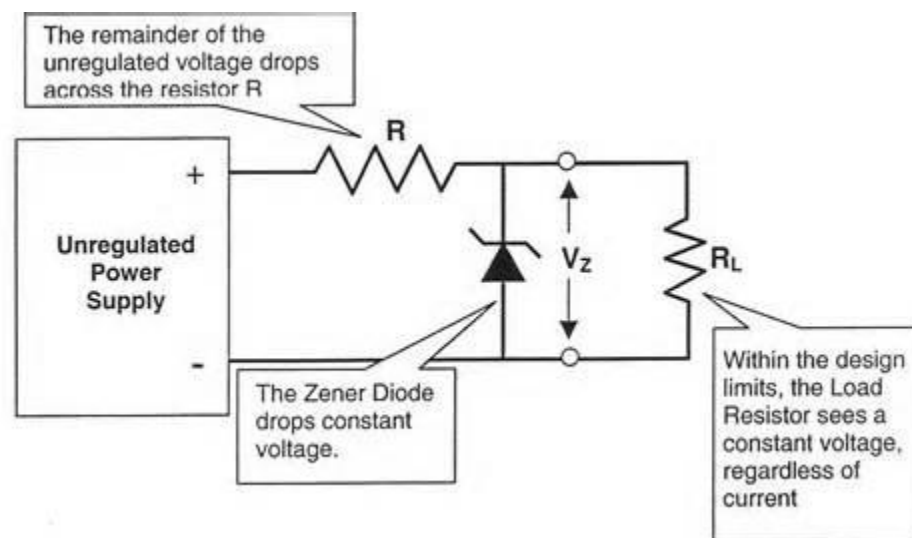 The remainder of the
unregulated voltage drops
across the resistor R
R
+
Unregulated
Power
Supply
-
VZ
RL
The Zener Diode
drops constant
voltage.
Within the design
limits, the Load
Resistor sees a
constant voltage,
regardless of
current